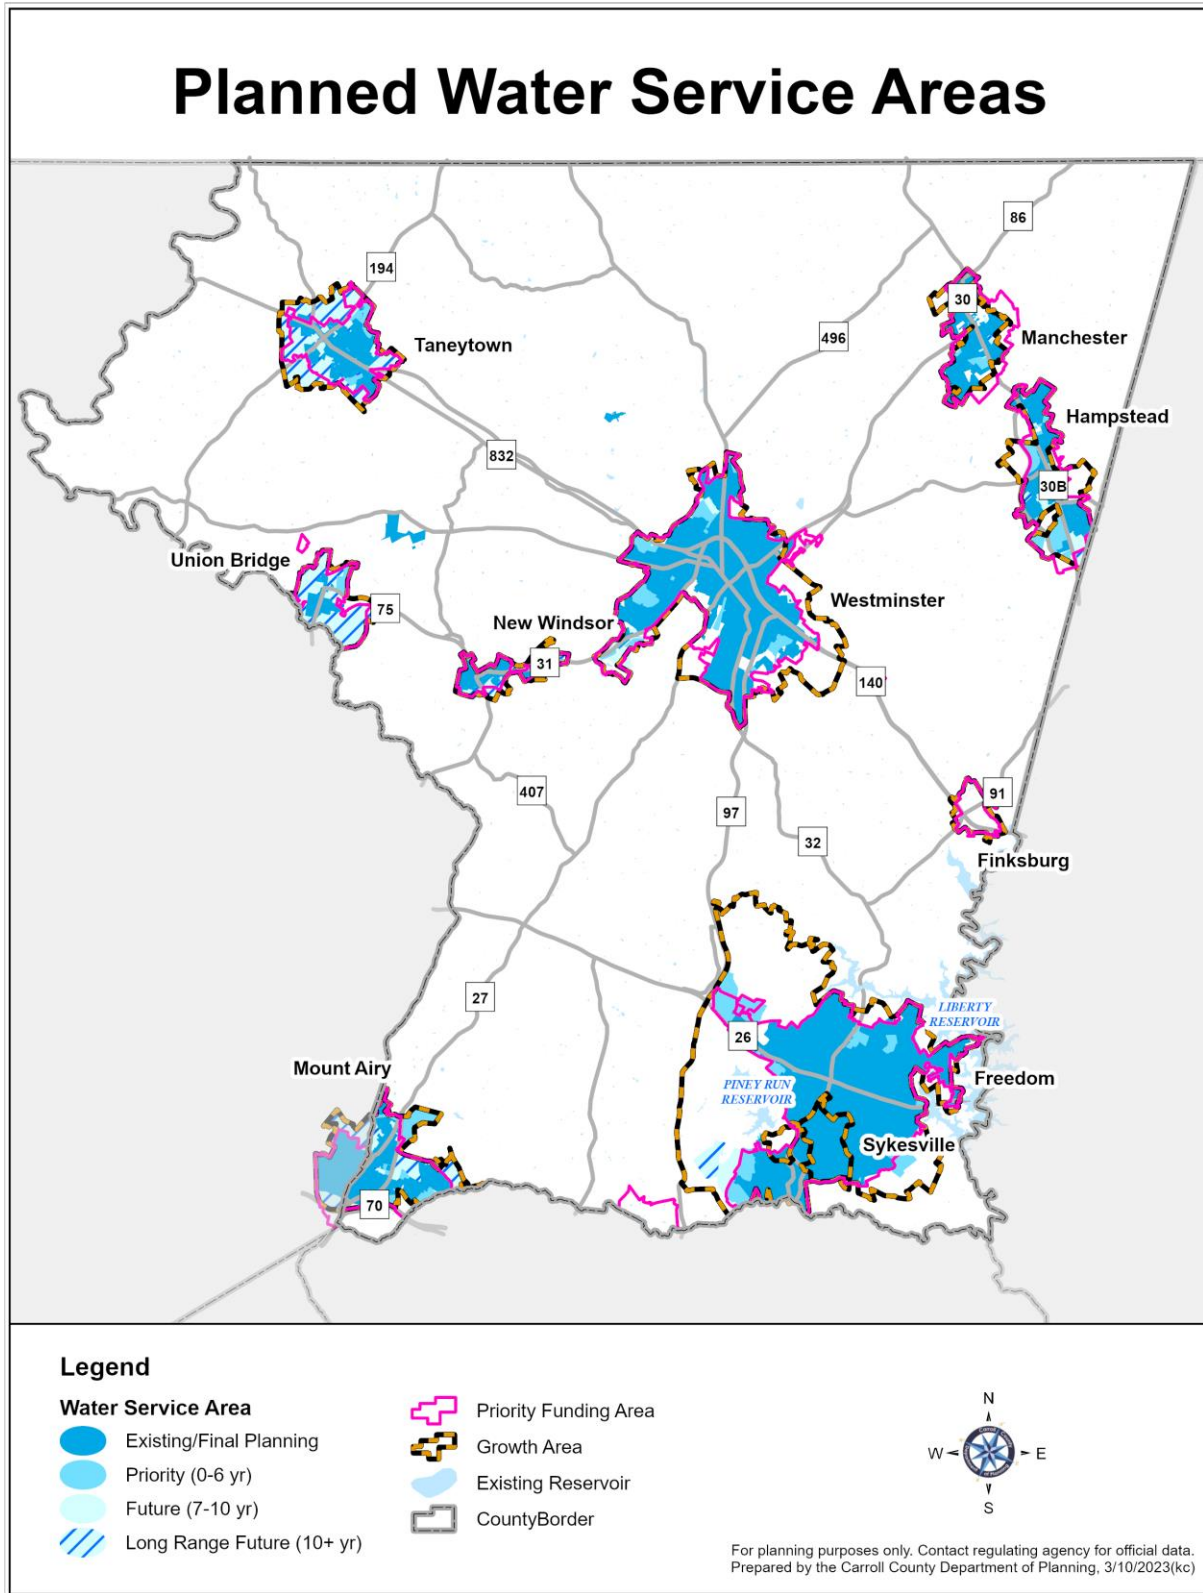 Planned Water Service Areas
86
194
30
496
Taneytown
Manchester
Hampstead
832
30B
Union Bridge
75
New Windsor
Westminster
31
140
407
91
97
32
Finksburg
27
LIBERTY
RESERVOIR
26
Mount Airy
PINEY RUN
RESERVOIR
Freedom
Sykesville
70
Legend
Water Service Area
Existing/Final Planning
Priority (0-6 yr)
Future (7-10 yr)
Long Range Future (10+ yr)
Priority Funding Area
Growth Area
Existing Reservoir
CountyBorder
N
W
E
S
For planning purposes only. Contact regulating agency for official data.
Prepared by the Carroll County Department of Planning, 3/10/2023(kc)